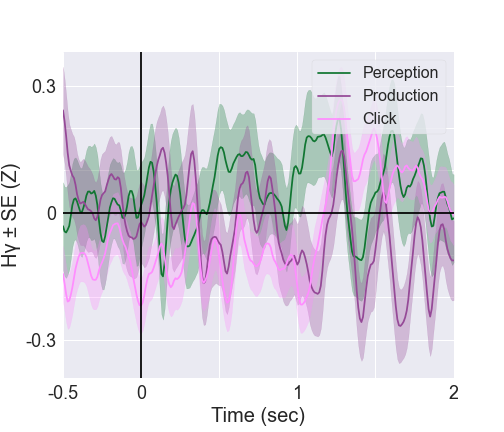 Perception
Production
Click
0.3
0
-0.3
Hγ ± SE (Z)
-0.5
0
1
2
Time (sec)